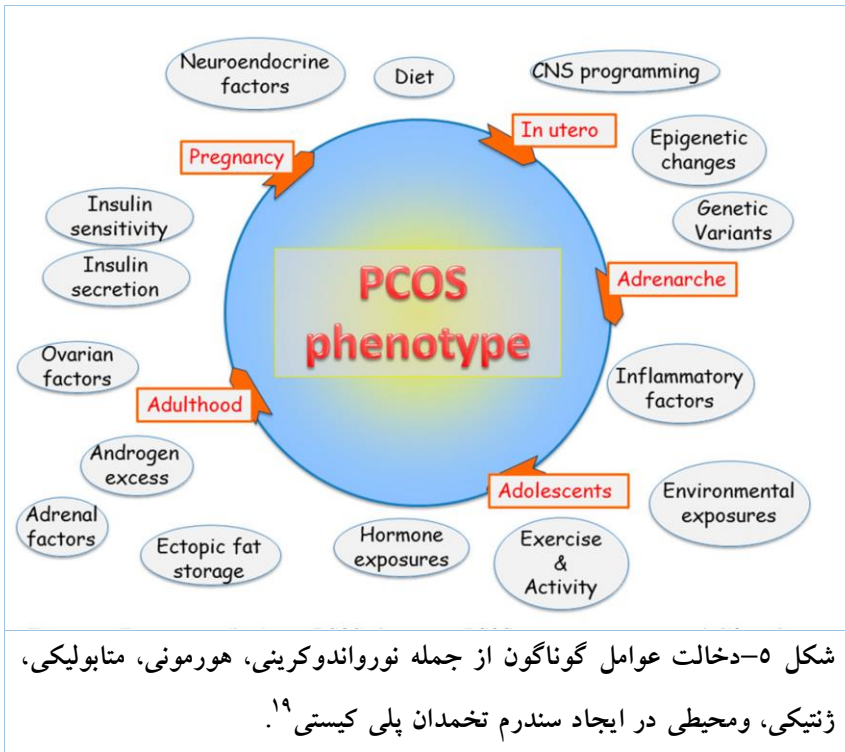 Neuroendocrine
factors
Diet
CNS programming
In utero
Pregnancy
Epigenetic
changes
Insulin
sensitivity
Genetic
Variants
Insulin
secretion
Adrenarche
PCOS
phenotype
Ovarian
factors
Inflammatory
factors
Adulthood
Androgen
excess
Adolescents
Environmental
exposures
Adrenal
factors
Ectopic fat
storage
Hormone
exposures
Exercise
&
Activity
شکل ۵–دخالت عوامل گوناگون از جمله نورواندوکرینی، هورمونی، متابولیکی،
ژنتیکی، ومحیطی در ایجاد سندرم تخمدان پلی کیستی۱۹.